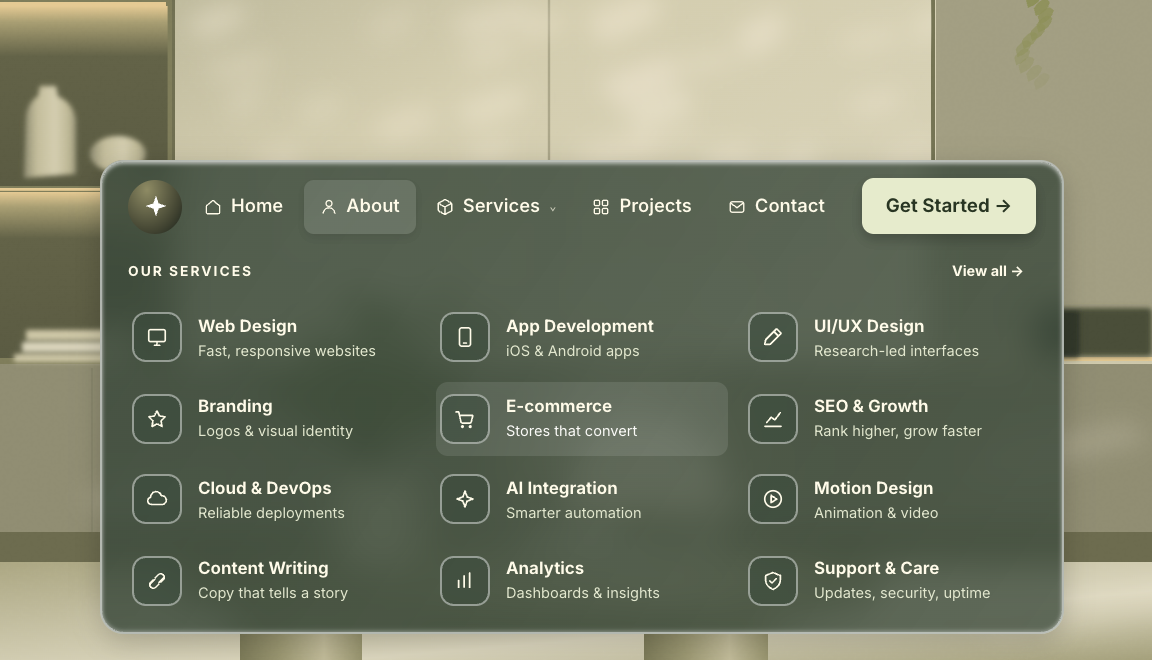 Home About Services Projects Contact Get Started →
OUR SERVICES View all →
Web Design App Development UI/UX Design
Fast, responsive websites iOS & Android apps Research-led interfaces
Branding E-commerce SEO & Growth
Logos & visual identity Stores that convert Rank higher, grow faster
Cloud & DevOps AI Integration Motion Design
Reliable deployments Smarter automation Animation & video
Content Writing Analytics Support & Care
Copy that tells a story Dashboards & insights Updates, security, uptime